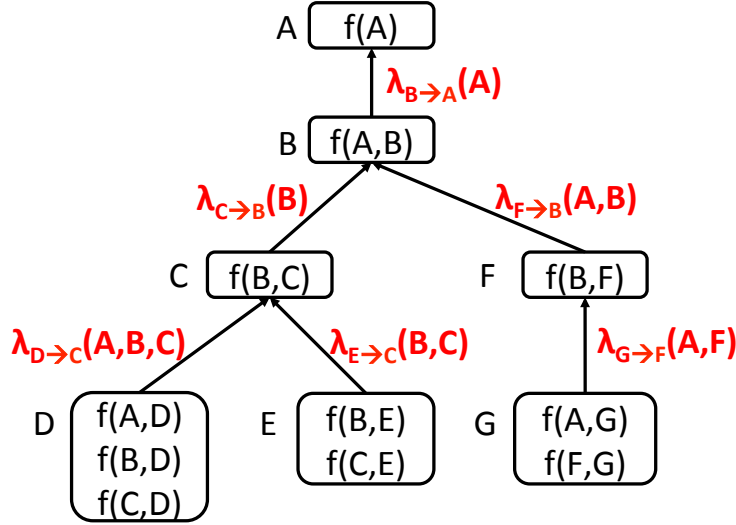 A
f(A)
λB→A(A)
B
f(A,B)
λC→B(B)
λF→B(A,B)
C
f(B,C)
F
f(B,F)
λD→C(A,B,C)
λE→C(B,C)
λG→F(A,F)
D
f(A,D)
f(B,D)
f(C,D)
E
f(B,E)
f(C,E)
G
f(A,G)
f(F,G)